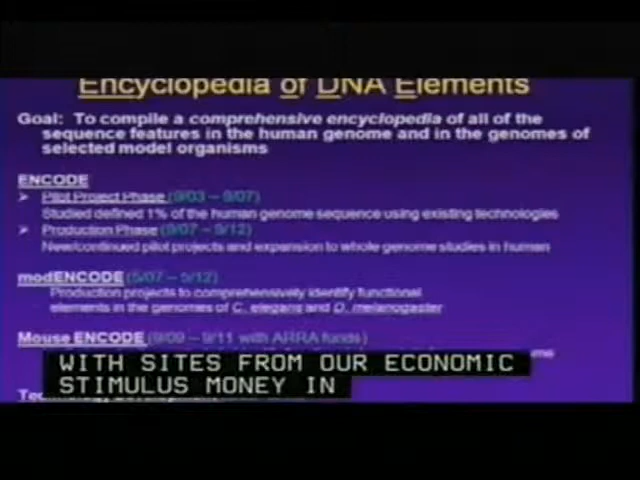 Encyclopedia of DNA Elements
Goal: To compile a comprehensive encyclopedia of all of the
sequence features in the human genome and in the genomes of
selected model organisms
ENCODE
➢ Pilot Project Phase (9/03 – 9/07)
Studied defined 1% of the human genome sequence using existing technologies
➢ Production Phase (9/07 – 9/12)
New/continued pilot projects and expansion to whole genome studies in human
modENCODE (5/07 – 5/12)
Production projects to comprehensively identify functional
elements in the genomes of C. elegans and D. melanogaster
Mouse ENCODE (9/09 – 9/11 with ARRA funds)
WITH SITES FROM OUR ECONOMIC
STIMULUS MONEY IN